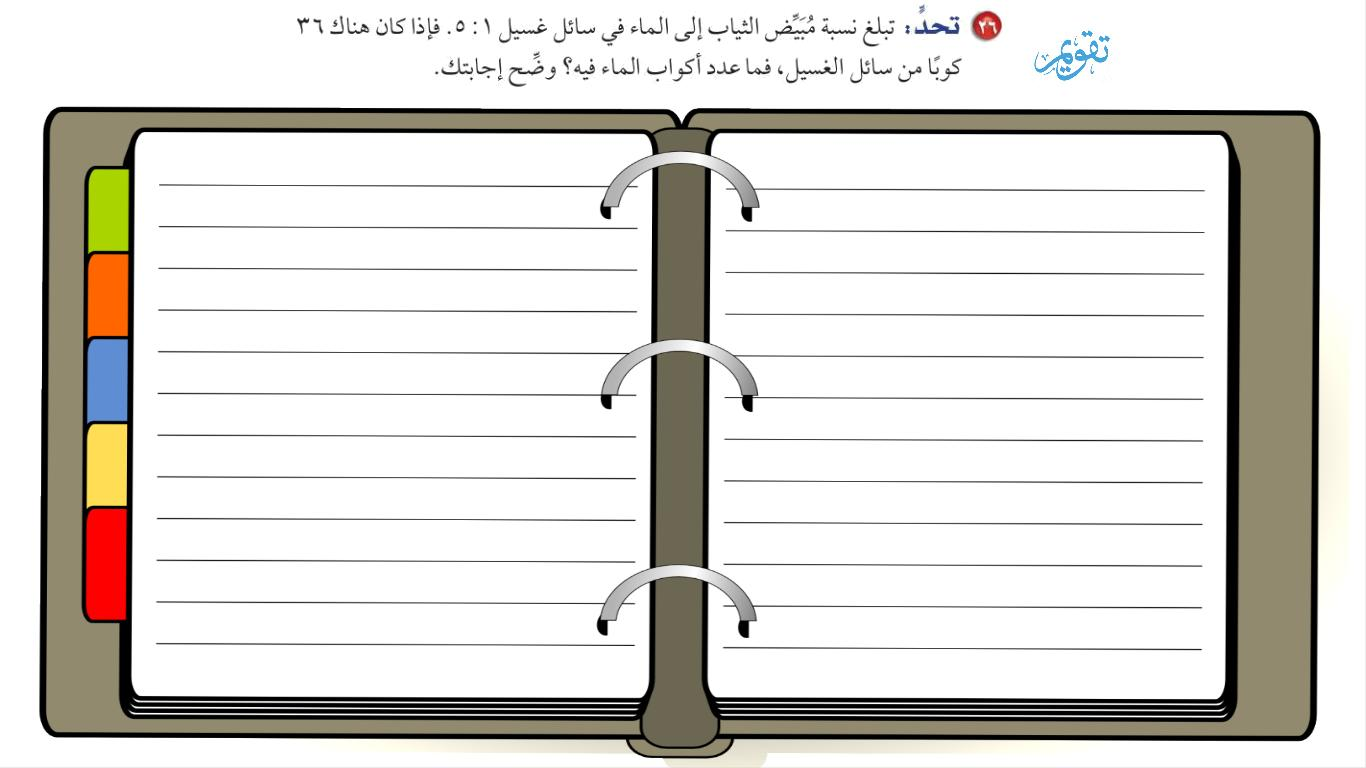 ٢٦ تحدٍّ: تبلغ نسبة مُبَيِّض الثياب إلى الماء في سائل غسيل ١ : ٥. فإذا كان هناك ٣٦
كوبًا من سائل الغسيل، فما عدد أكواب الماء فيه؟ وضِّح إجابتك.
تقويم